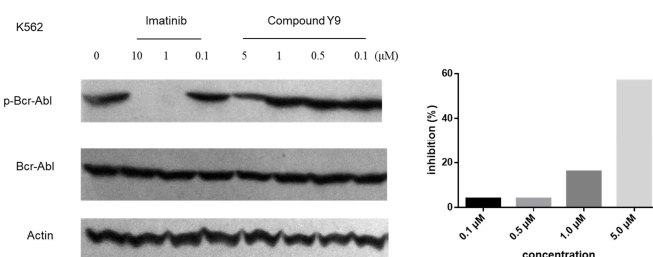 K562
Imatinib
Compound Y9
0 10 1 0.1 5 1 0.5 0.1 (μM)
p-Bcr-Abl
Bcr-Abl
Actin
inhibition (%)
60
40
20
0
0.1 μM
0.5 μM
1.0 μM
5.0 μM
concentration